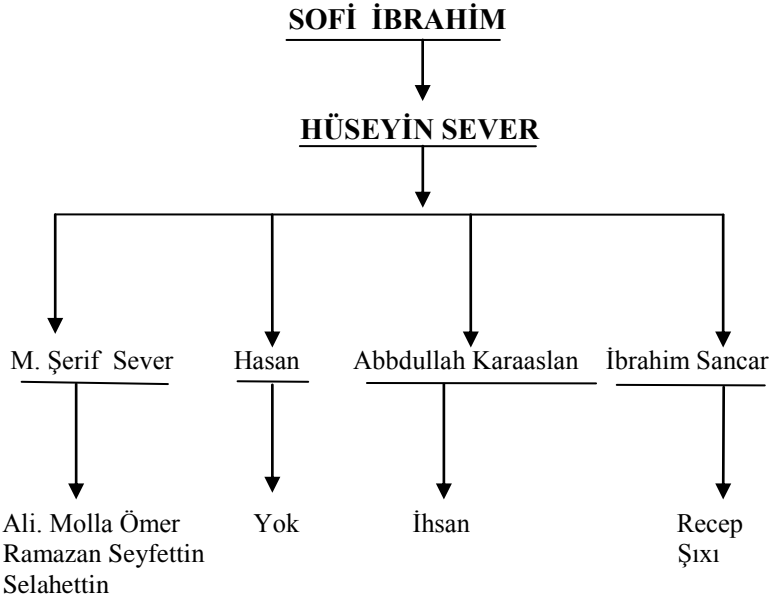 SOFİ İBRAHİM
HÜSEYİN SEVER
M. Şerif Sever
Hasan
Abbdullah Karaaslan
İbrahim Sancar
Ali. Molla Ömer
Ramazan Seyfettin
Selahettin
Yok
İhsan
Recep
Şıxı